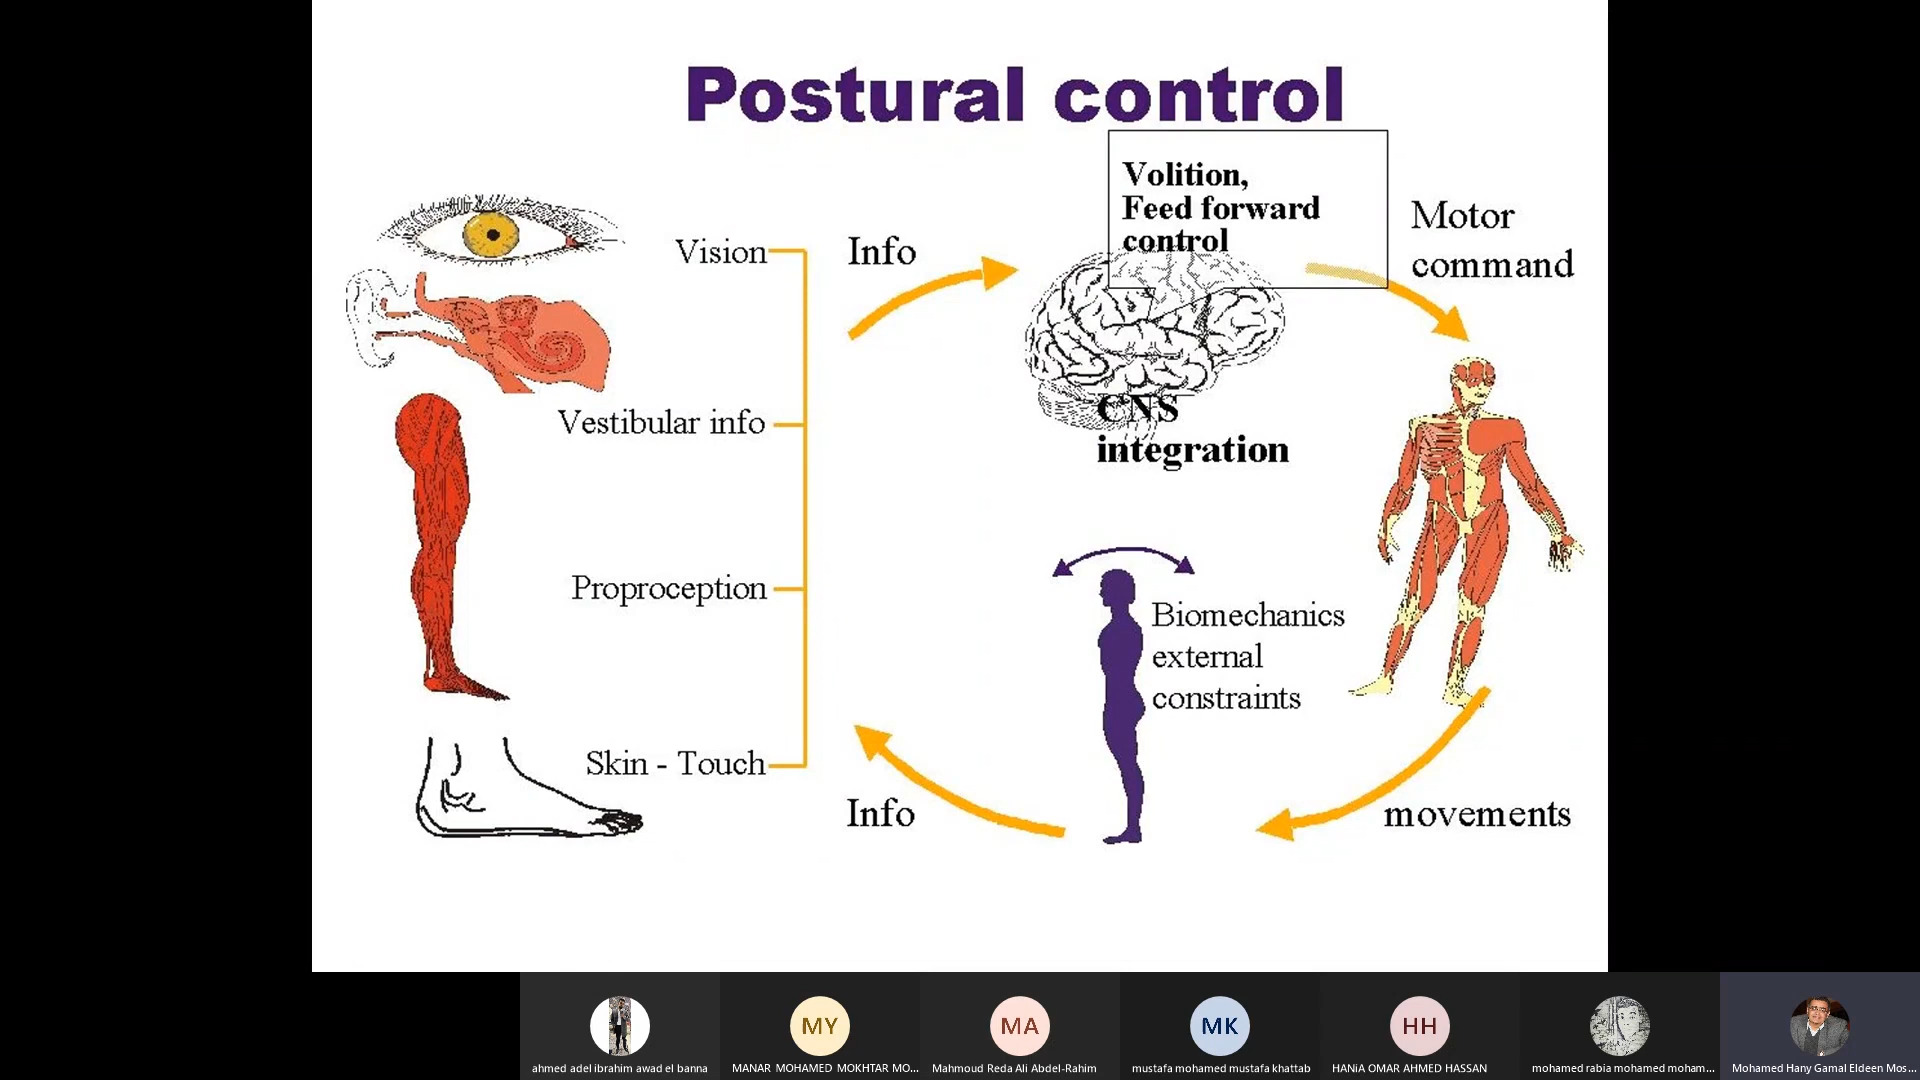 Postural control
Volition,
Feed forward
control
Motor
command
Vision
Info
Vestibular info
CNS
integration
Proproception
Biomechanics
external
constraints
Skin - Touch
Info
movements
MY
MA
MK
HH
ahmed adel ibrahim awad el banna
MANAR MOHAMED MOKHTAR MO...
Mahmoud Reda Ali Abdel-Rahim
mustafa mohamed mustafa khattab
HANiA OMAR AHMED HASSAN
mohamed rabia mohamed moham...
Mohamed Hany Gamal Eldeen Mos...